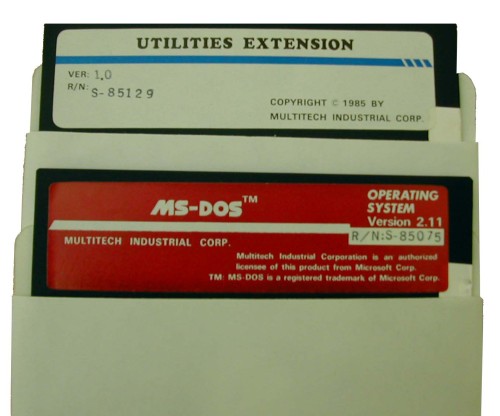 UTILITIES EXTENSION
VER: 1.0
R/N: S-85129
COPYRIGHT © 1985 BY
MULTITECH INDUSTRIAL CORP.
MS-DOS™
OPERATING
SYSTEM
Version 2.11
R/N:S-85075
MULTITECH INDUSTRIAL CORP.
Multitech Industrial Corporation is an authorized
licensee of this product from Microsoft Corp.
TM: MS-DOS is a registered trademark of Microsoft Corp.